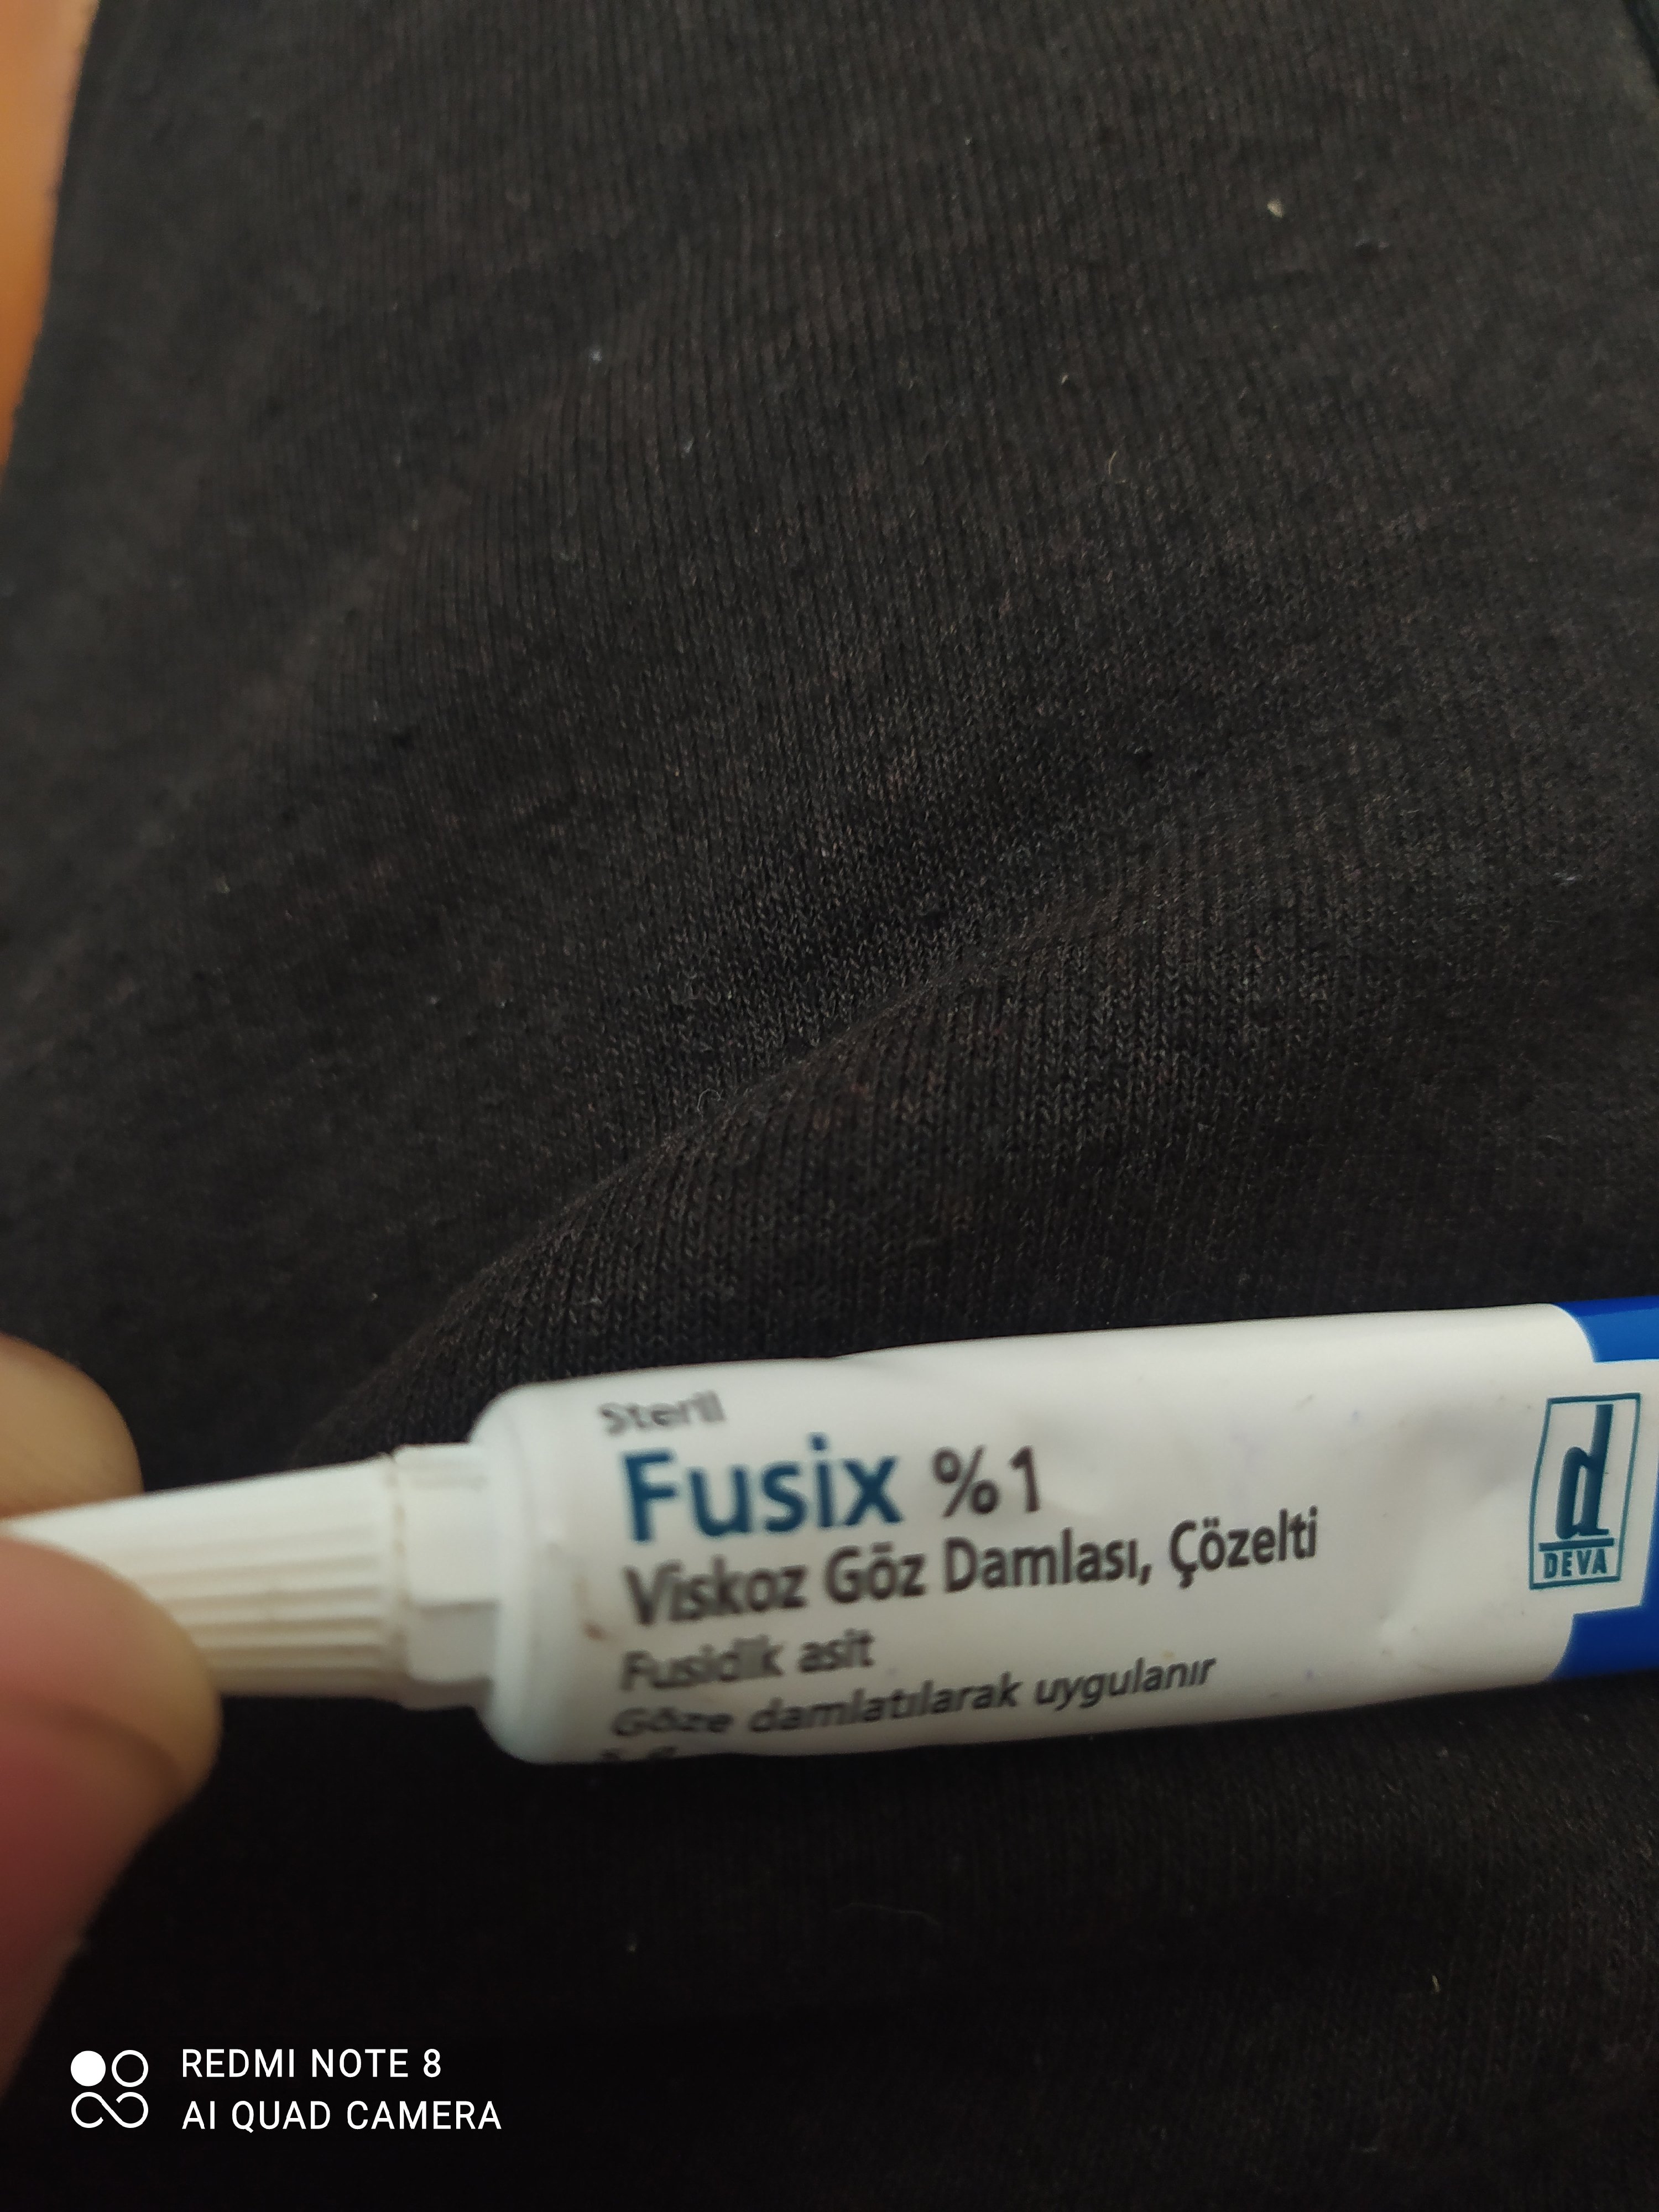 Steril
Fusix %1
Viskoz Göz Damlası, Çözelti
Fusidik asit
Göze damlatılarak uygulanır
d
DEVA
REDMI NOTE 8
AI QUAD CAMERA